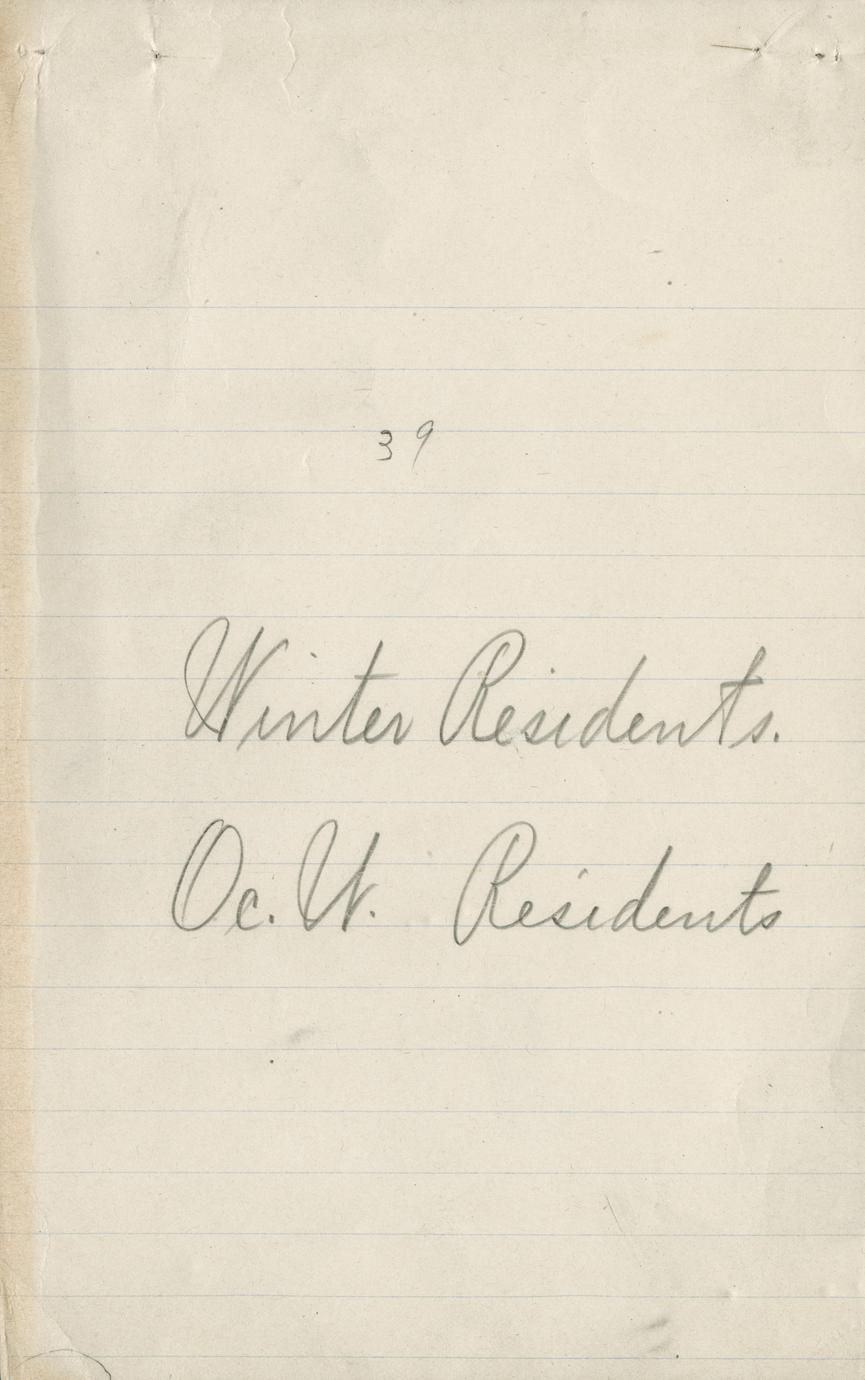 39
Winter Residents.
Oc. W. Residents